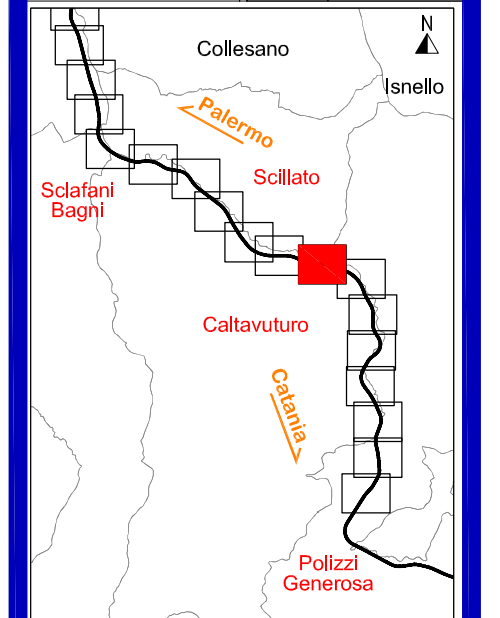 N
Collesano
Isnello
Palermo
Scillato
Sclafani
Bagni
Caltavuturo
Catania
Polizzi
Generosa